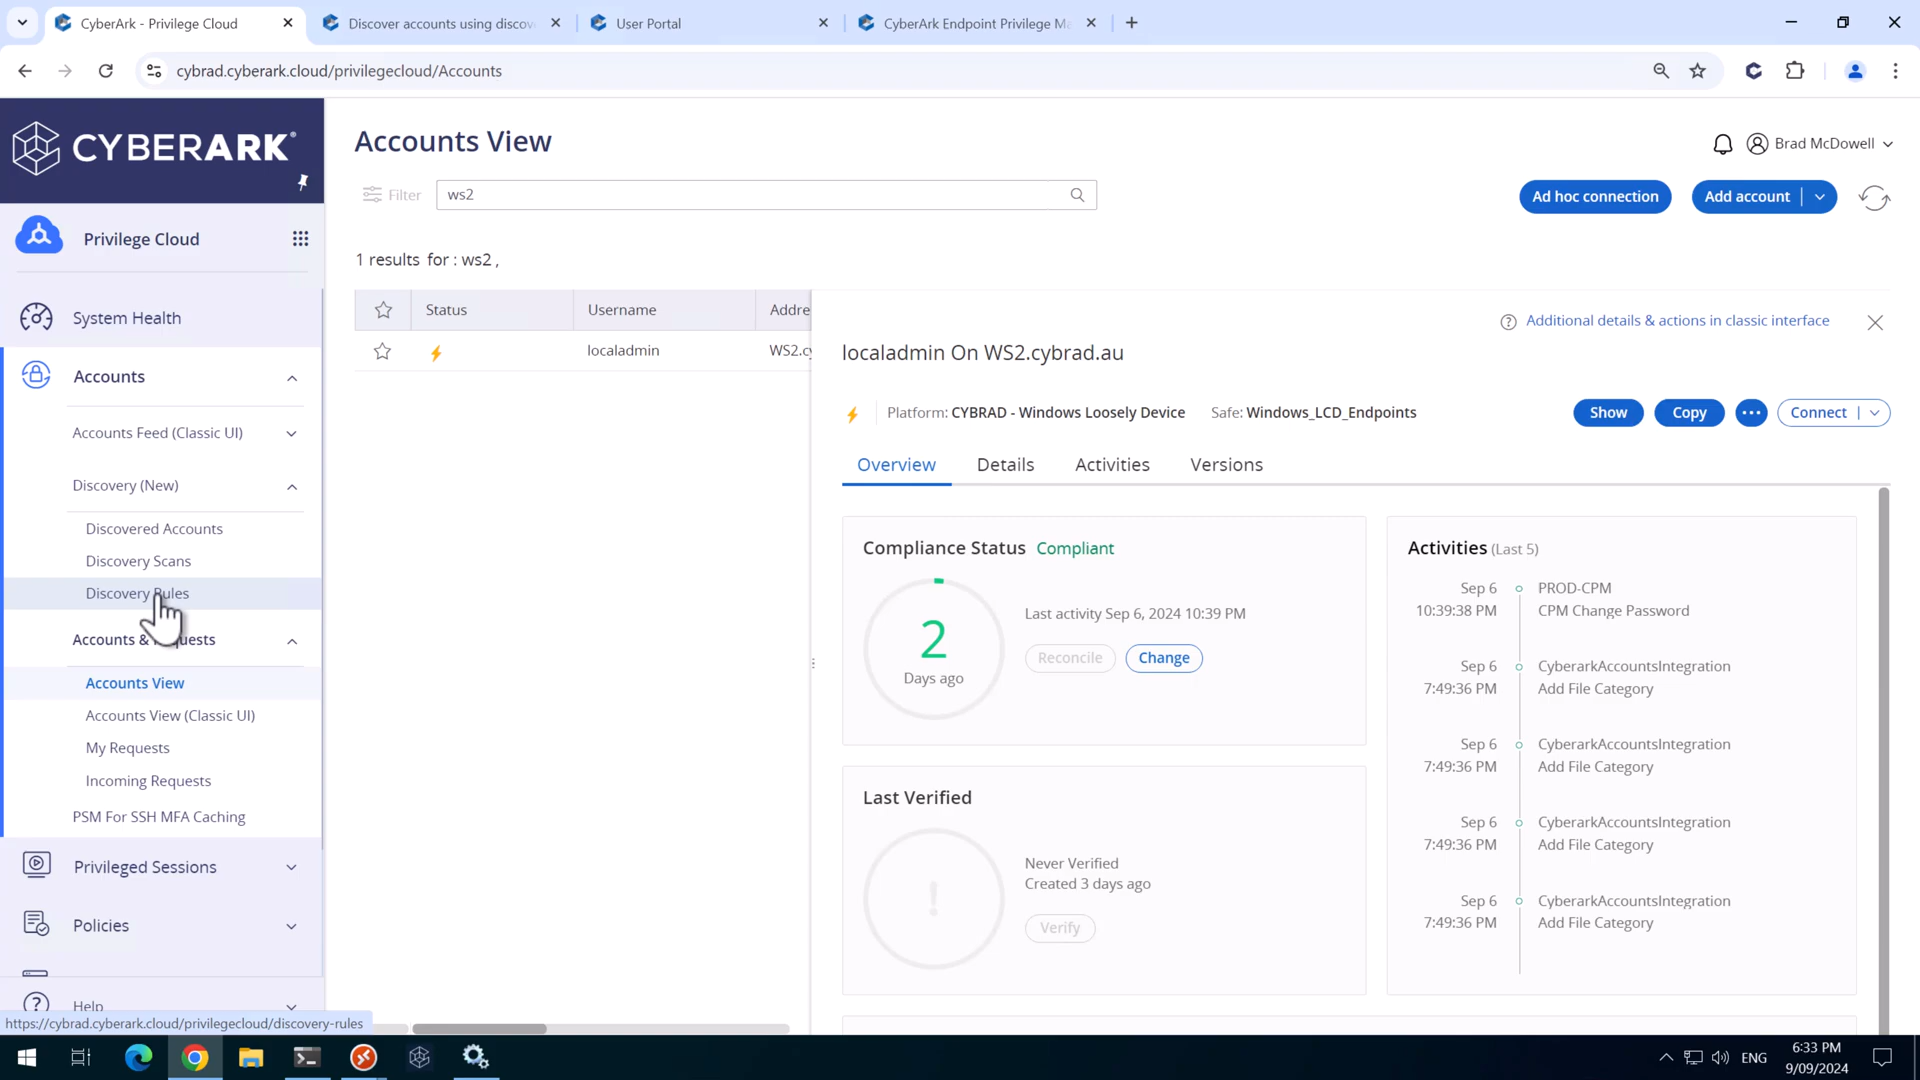 CyberArk - Privilege Cloud
Discover accounts using discov
User Portal
CyberArk Endpoint Privilege Ma
cybrad.cyberark.cloud/privilegecloud/Accounts
CYBERARK®
Privilege Cloud
System Health
Accounts
Accounts Feed (Classic UI)
Discovery (New)
Discovered Accounts
Discovery Scans
Discovery Rules
Accounts & Requests
Accounts View
Accounts View (Classic UI)
My Requests
Incoming Requests
PSM For SSH MFA Caching
Privileged Sessions
Policies
Help
https://cybrad.cyberark.cloud/privilegecloud/discovery-rules
Accounts View
Brad McDowell
Filter
ws2
Ad hoc connection
Add account
1 results for : ws2 ,
Status
Username
Addre
localadmin
WS2.cy
Additional details & actions in classic interface
localadmin On WS2.cybrad.au
Platform: CYBRAD - Windows Loosely Device
Safe: Windows_LCD_Endpoints
Show
Copy
Connect
Overview
Details
Activities
Versions
Compliance Status Compliant
2
Days ago
Last activity Sep 6, 2024 10:39 PM
Reconcile
Change
Last Verified
!
Never Verified
Created 3 days ago
Verify
Activities (Last 5)
Sep 6 PROD-CPM
10:39:38 PM CPM Change Password
Sep 6 CyberarkAccountsIntegration
7:49:36 PM Add File Category
Sep 6 CyberarkAccountsIntegration
7:49:36 PM Add File Category
Sep 6 CyberarkAccountsIntegration
7:49:36 PM Add File Category
Sep 6 CyberarkAccountsIntegration
7:49:36 PM Add File Category
ENG
6:33 PM
9/09/2024